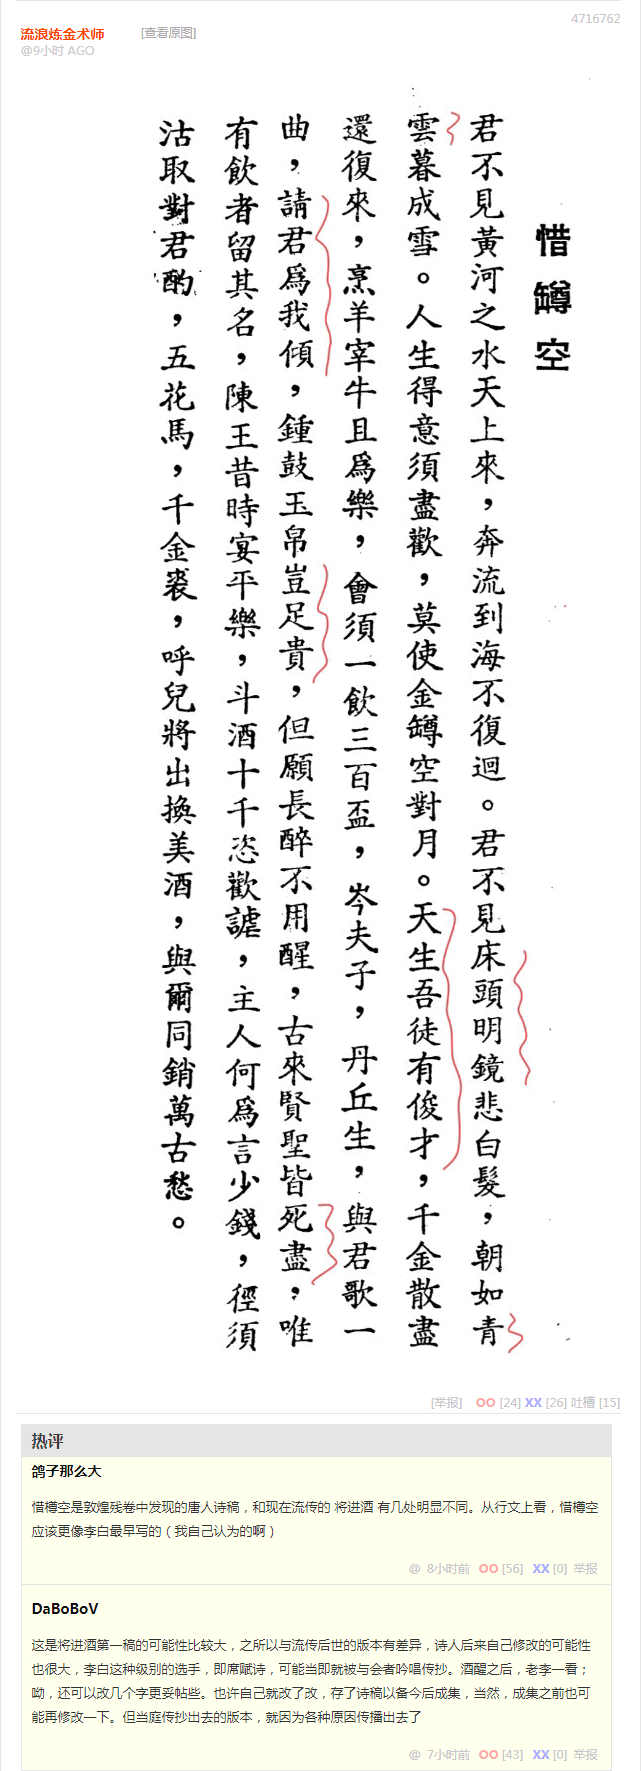 4716762
流浪炼金术师 [查看原图]
@9小时 AGO
惜罇空
君不見黃河之水天上來，奔流到海不復迴。君不見床頭明鏡悲白髮，朝如青
雲暮成雪。人生得意須盡歡，莫使金罇空對月。天生吾徒有俊才，千金散盡
還復來，烹羊宰牛且爲樂，會須一飲三百盃，岑夫子，丹丘生，與君歌一
曲，請君爲我傾，鍾鼓玉帛豈足貴，但願長醉不用醒，古來賢聖皆死盡，唯
有飲者留其名，陳王昔時宴平樂，斗酒十千恣歡謔，主人何爲言少錢，徑須
沽取對君酌，五花馬，千金裘，呼兒將出換美酒，與爾同銷萬古愁。
[举报] OO [24] XX [26] 吐槽 [15]
热评
鸽子那么大
惜樽空是敦煌残卷中发现的唐人诗稿，和现在流传的 将进酒 有几处明显不同。从行文上看，惜樽空
应该更像李白最早写的（我自己认为的啊）
@ 8小时前 OO [56] XX [0] 举报
DaBoBoV
这是将进酒第一稿的可能性比较大，之所以与流传后世的版本有差异，诗人后来自己修改的可能性
也很大，李白这种级别的选手，即席赋诗，可能当即就被与会者吟唱传抄。酒醒之后，老李一看；
呦，还可以改几个字更妥帖些。也许自己就改了改，存了诗稿以备今后成集，当然，成集之前也可
能再修改一下。但当庭传抄出去的版本，就因为各种原因传播出去了
@ 7小时前 OO [43] XX [0] 举报